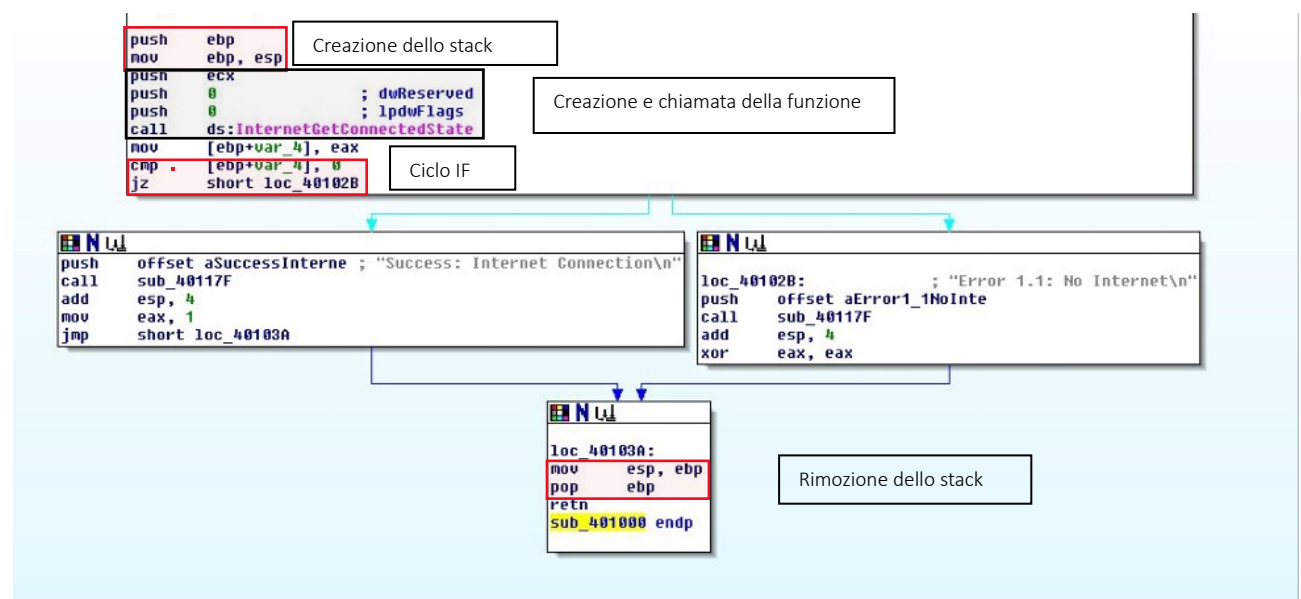 push ebp
mov ebp, esp
Creazione dello stack
push ecx
push 0 ; dwReserved
push 0 ; lpdwFlags
call ds:InternetGetConnectedState
Creazione e chiamata della funzione
mov [ebp+var_4], eax
cmp [ebp+var_4], 0
jz short loc_40102B
Ciclo IF
N
push offset aSuccessInterne ; "Success: Internet Connection\n"
call sub_40117F
add esp, 4
mov eax, 1
jmp short loc_40103A
N
loc_40102B: ; "Error 1.1: No Internet\n"
push offset aError1_1NoInte
call sub_40117F
add esp, 4
xor eax, eax
N
loc_40103A:
mov esp, ebp
pop ebp
retn
sub_401000 endp
Rimozione dello stack